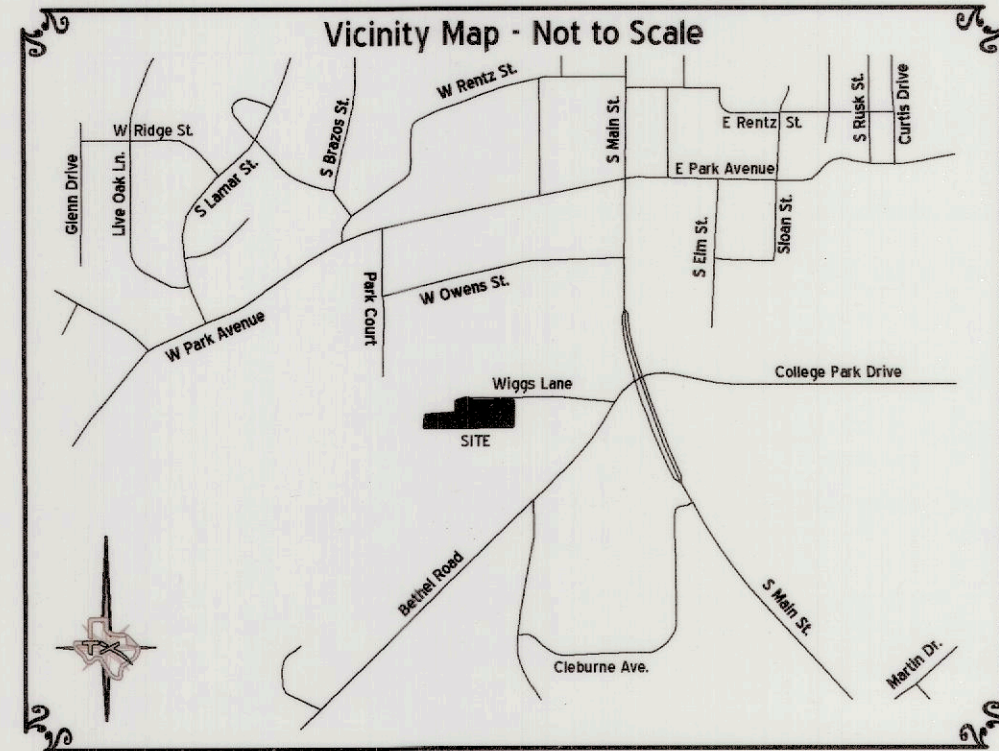 Vicinity Map - Not to Scale
W Rentz St.
S Brazos St.
S Main St.
S Rusk St.
Curtis Drive
E Rentz St.
W Ridge St.
Glenn Drive
Live Oak Ln.
S Lamar St.
E Park Avenue
Sloan St.
S Elm St.
Park Court
W Owens St.
W Park Avenue
College Park Drive
Wiggs Lane
SITE
Bethel Road
S Main St.
TX
Cleburne Ave.
Martin Dr.